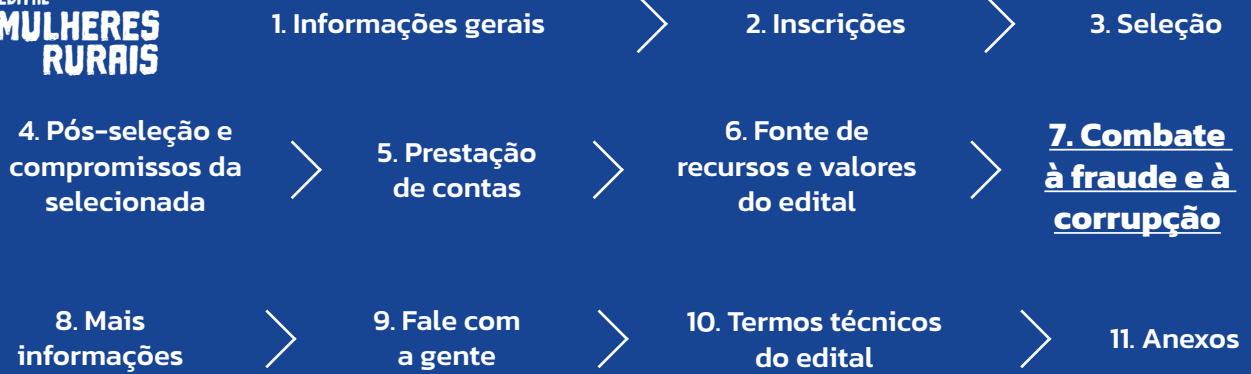 EDITAL
MULHERES
RURAIS
1. Informações gerais
2. Inscrições
3. Seleção
4. Pós-seleção e
compromissos da
selecionada
5. Prestação
de contas
6. Fonte de
recursos e valores
do edital
7. Combate
à fraude e à
corrupção
8. Mais
informações
9. Fale com
a gente
10. Termos técnicos
do edital
11. Anexos